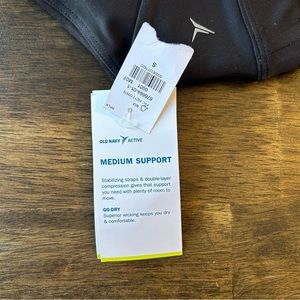 S
OLD NAVY ACTIVE
MEDIUM SUPPORT
Stabilizing straps & double-layer
compression gives that support
you need with plenty of room to
move.
GO-DRY
Superior wicking keeps you dry
& comfortable.